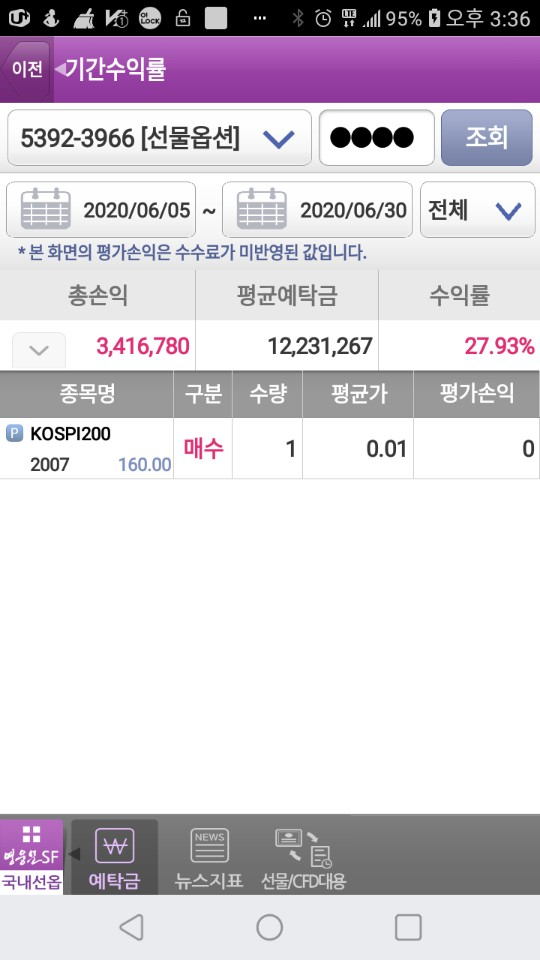 95% 오후 3:36
이전 기간수익률
5392-3966 [선물옵션] 조회
2020/06/05 ~ 2020/06/30 전체
* 본 화면의 평가손익은 수수료가 미반영된 값입니다.
총손익 평균예탁금 수익률
3,416,780 12,231,267 27.93%
종목명 구분 수량 평균가 평가손익
P KOSPI200 매수 1 0.01 0
2007 160.00
영웅문SF NEWS
국내선옵 예탁금 뉴스지표 선물/CFD대용